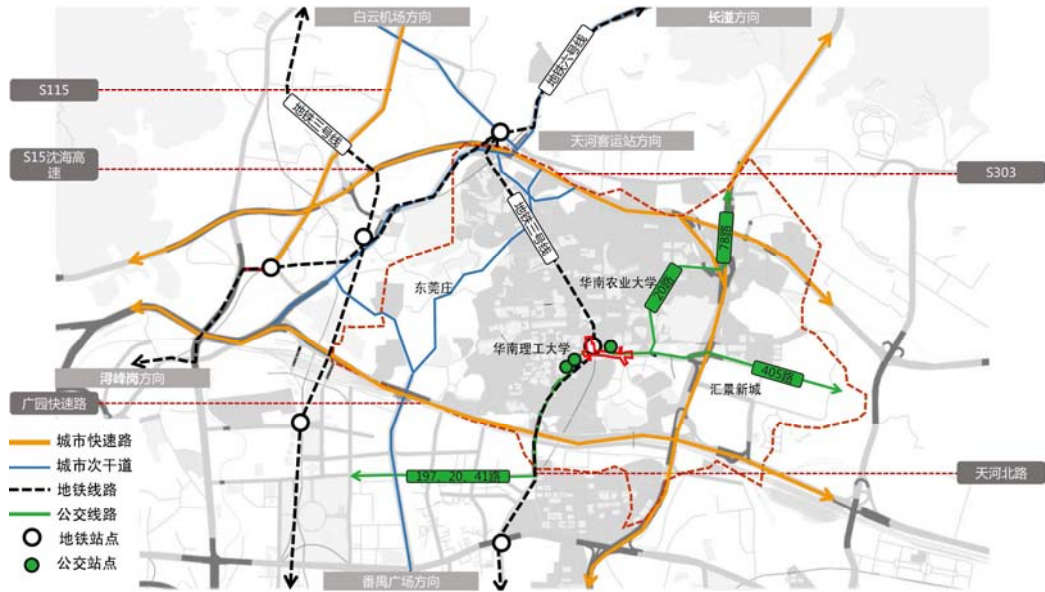 白云机场方向
长湴方向
S115
地铁三号线
地铁六号线
天河客运站方向
S15沈海高
速
S303
地铁三号线
78路
华南农业大学
20路
东莞庄
华南理工大学
405路
汇景新城
浔峰岗方向
广园快速路
城市快速路
城市次干道
197、20、41路
天河北路
地铁线路
公交线路
地铁站点
公交站点
番禺广场方向